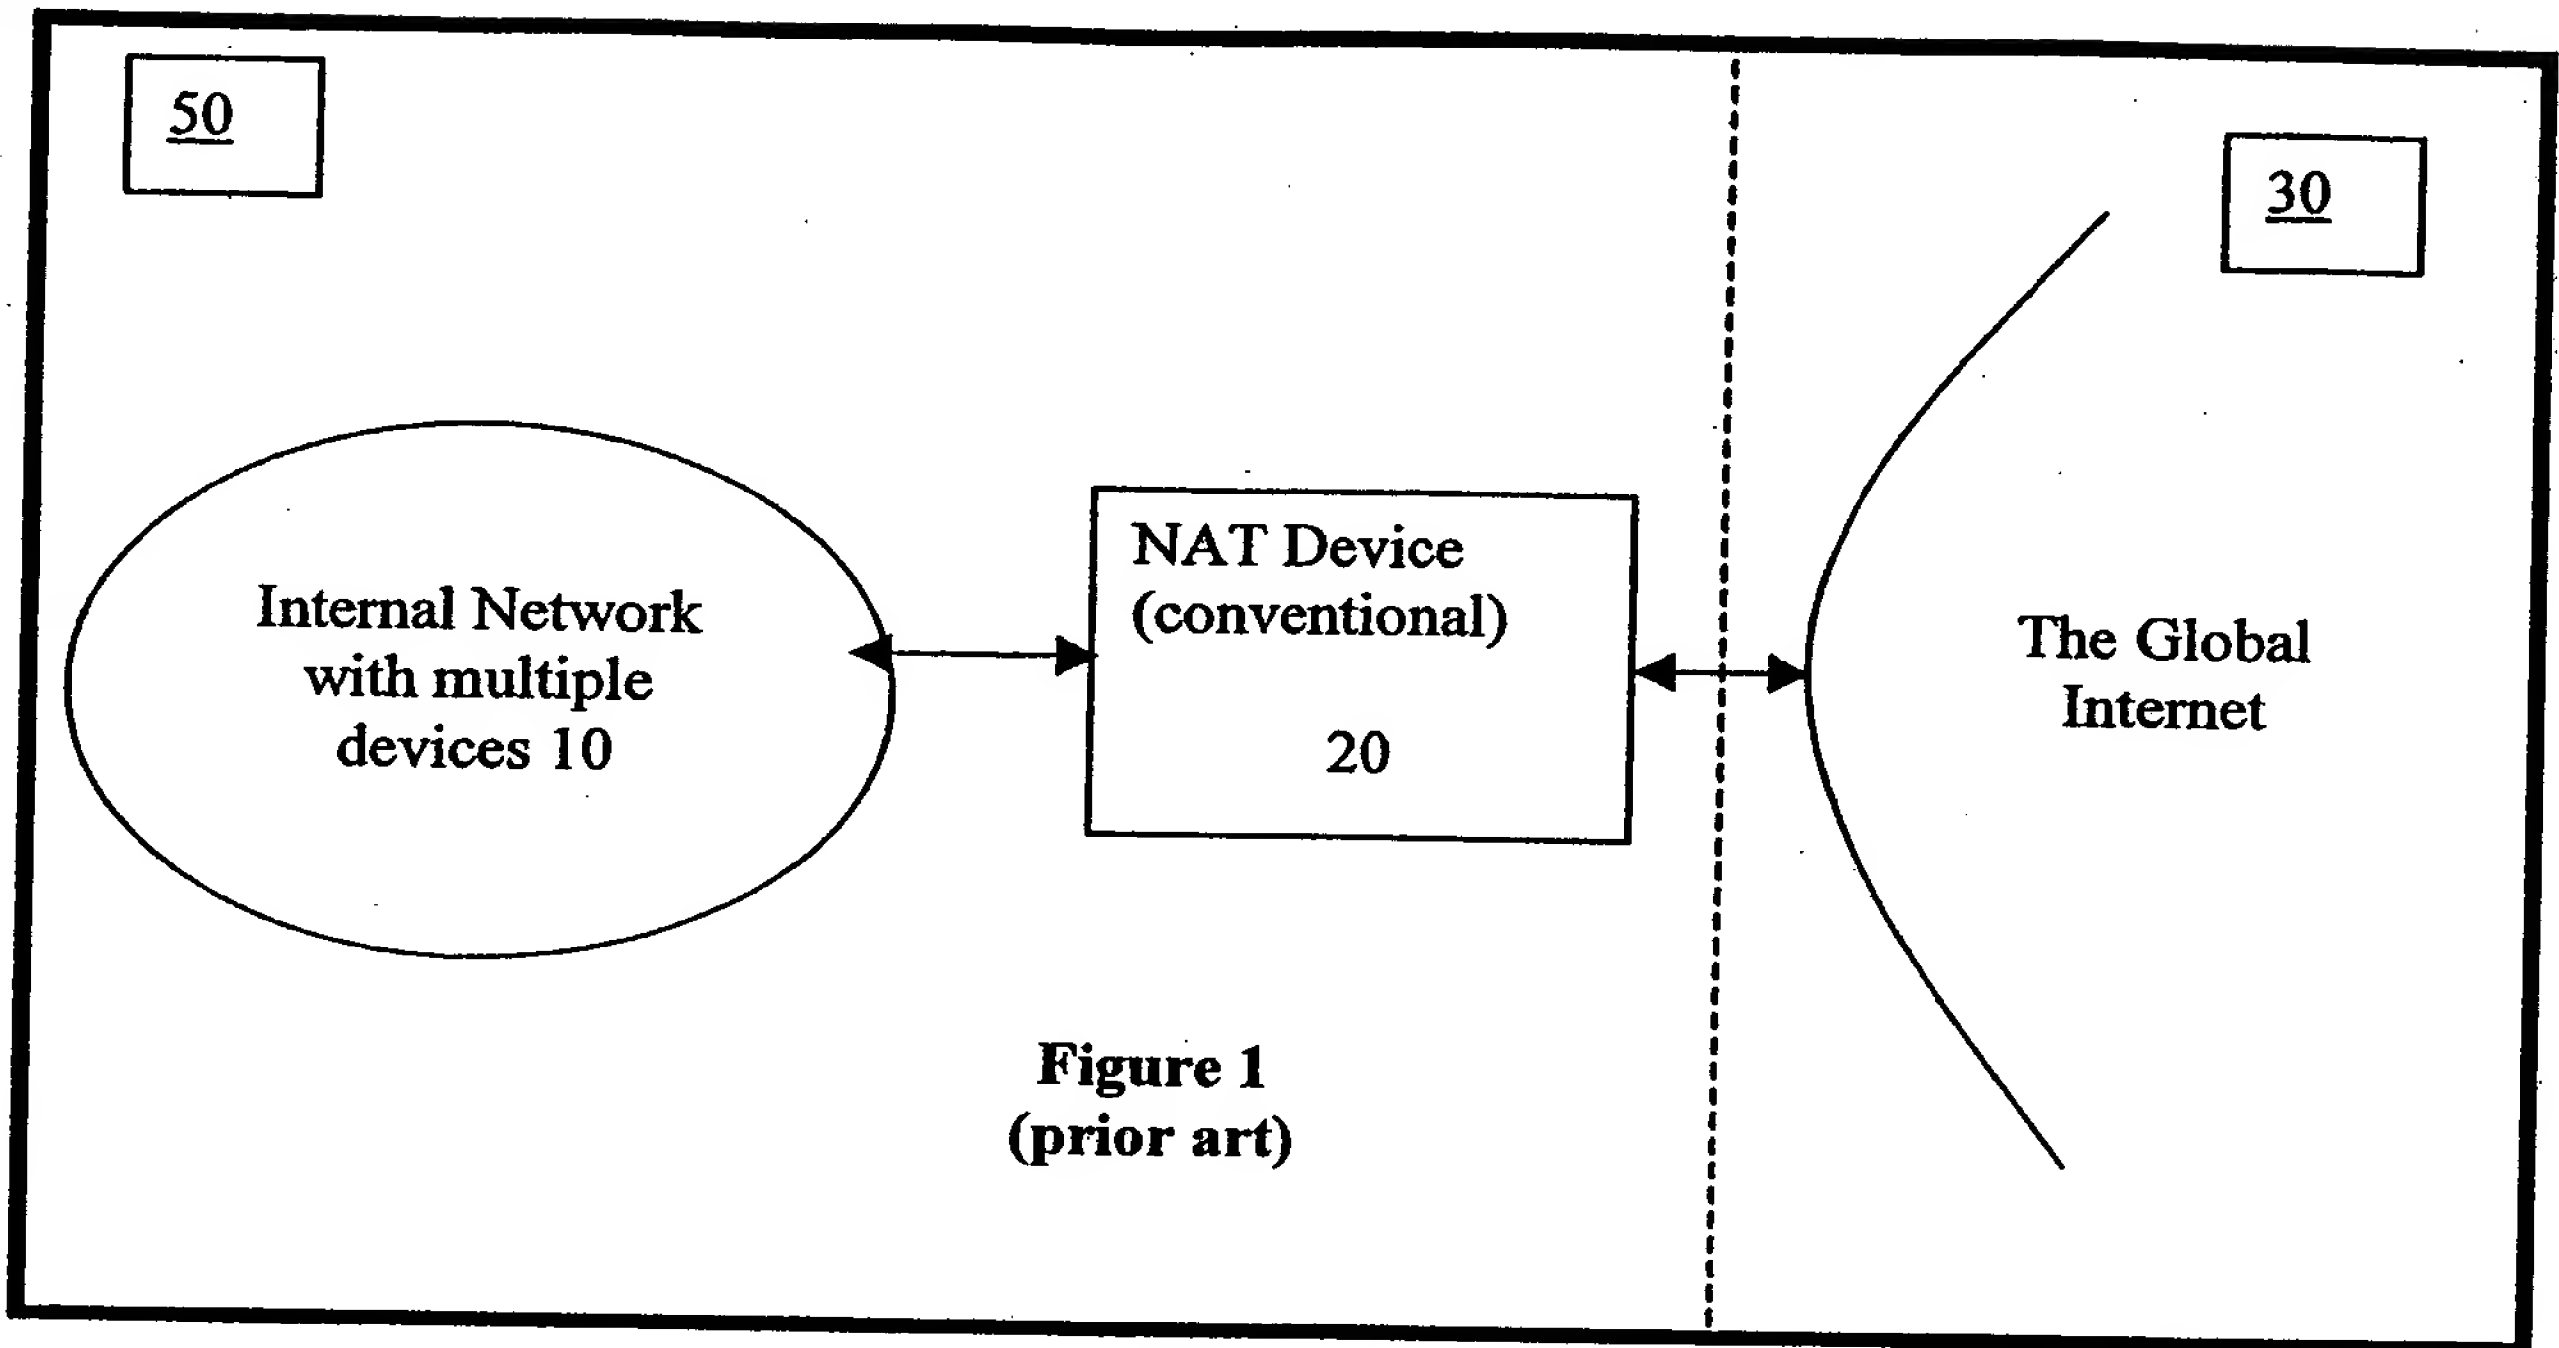 50
30
Internal Network
with multiple
devices 10
NAT Device
(conventional)
20
The Global
Internet
Figure 1
(prior art)